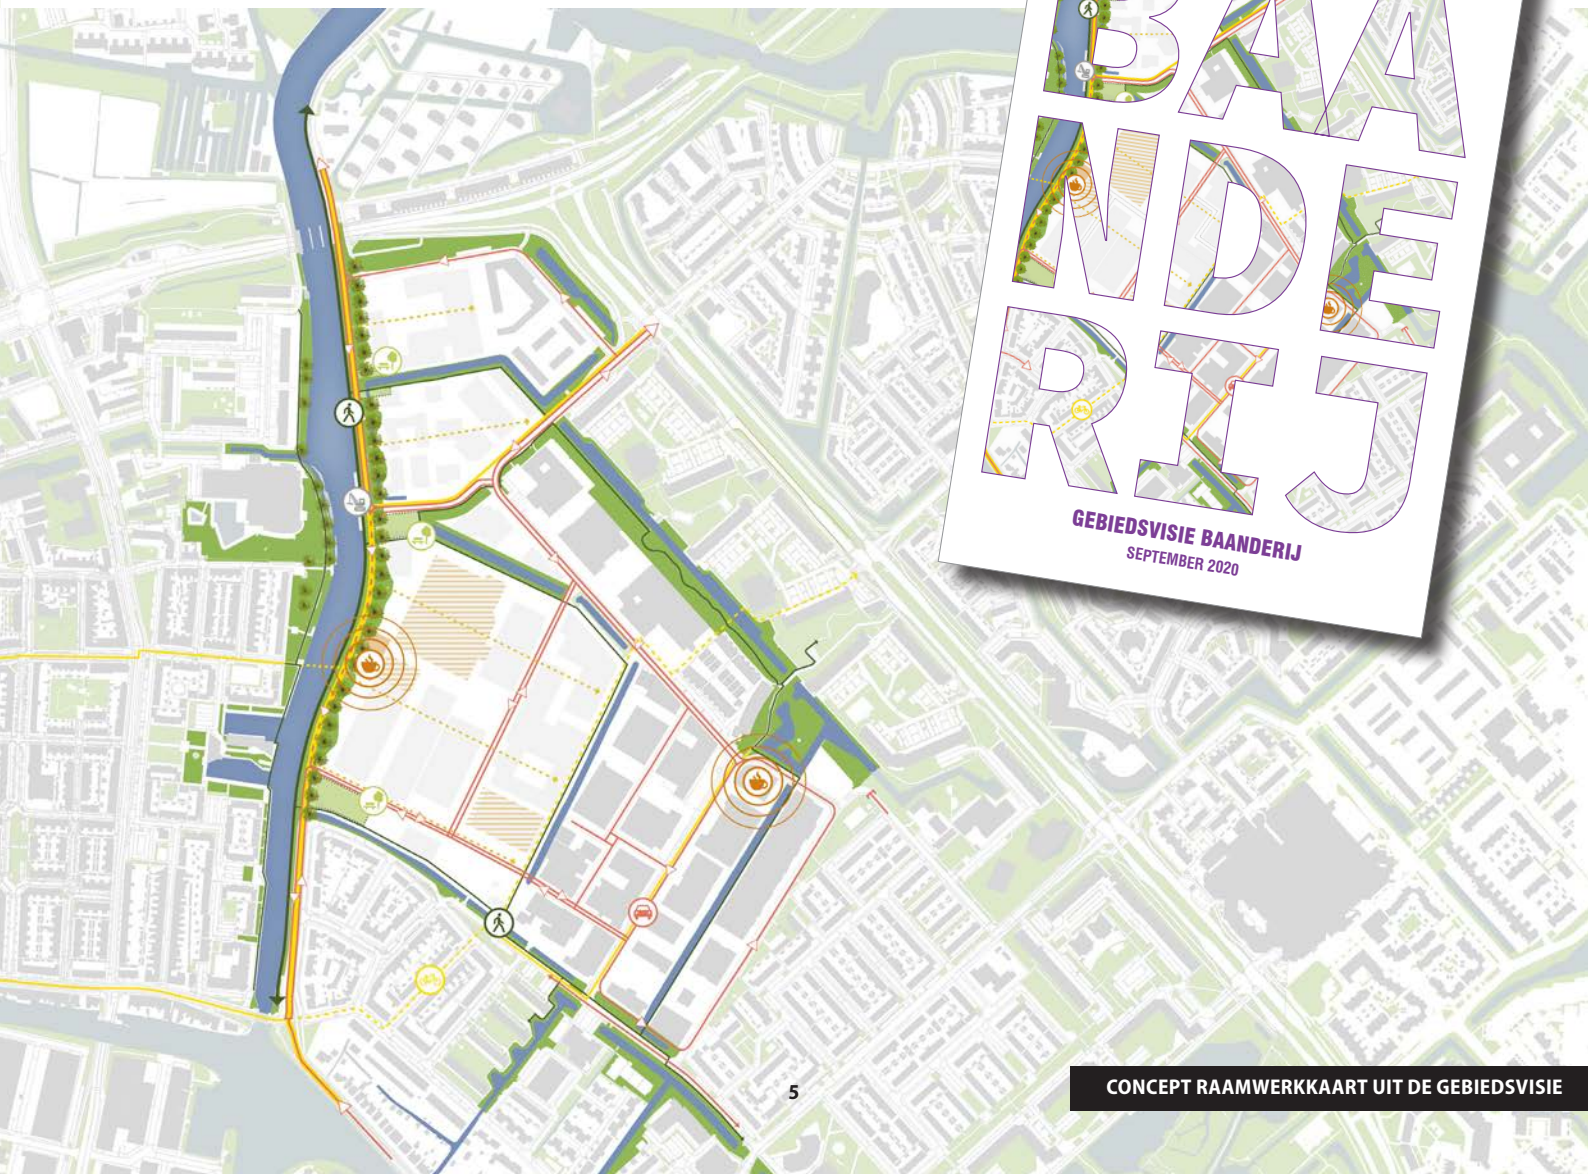 BAA
NDE
RIJ
GEBIEDSVISIE BAANDERIJ
SEPTEMBER 2020
5
CONCEPT RAAMWERKKAART UIT DE GEBIEDSVISIE